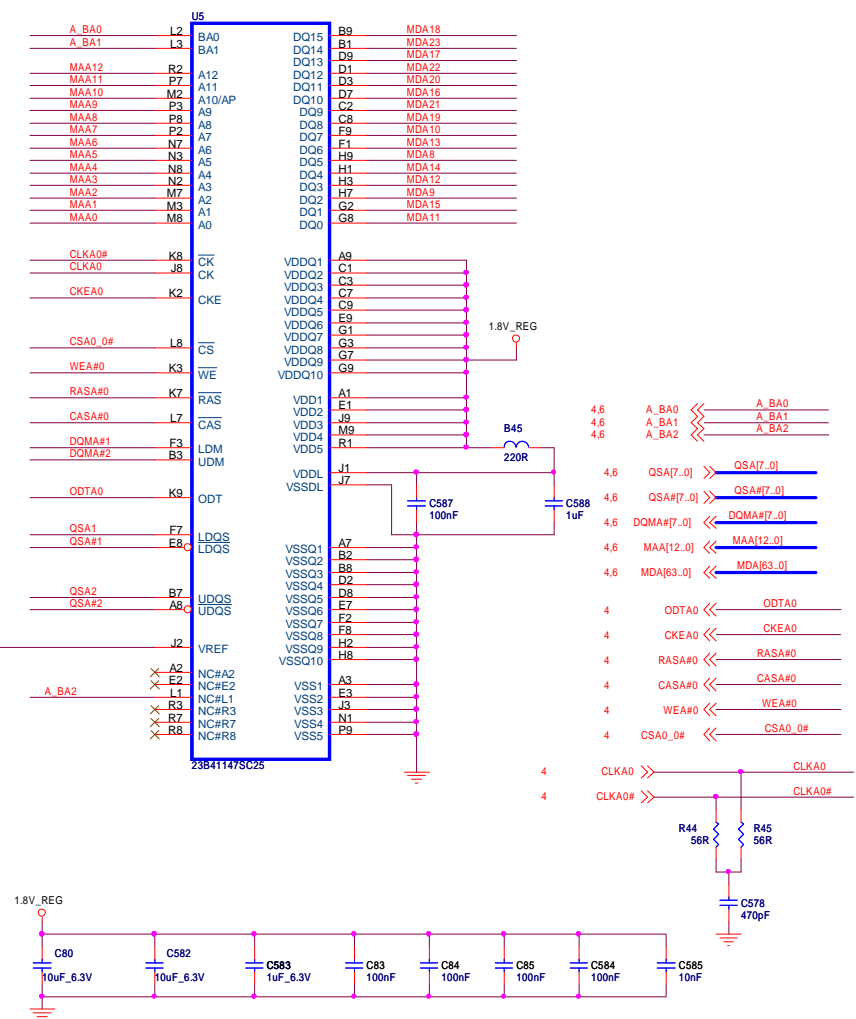 U5
A_BA0 L2 BA0 DQ15 B9 MDA18
A_BA1 L3 BA1 DQ14 B1 MDA23
DQ13 D9 MDA17
MAA12 R2 A12 DQ12 D1 MDA22
MAA11 P7 A11 DQ11 D3 MDA20
MAA10 M2 A10/AP DQ10 D7 MDA16
MAA9 P3 A9 DQ9 C2 MDA21
MAA8 P8 A8 DQ8 C8 MDA19
MAA7 P2 A7 DQ7 F9 MDA10
MAA6 N7 A6 DQ6 F1 MDA13
MAA5 N3 A5 DQ5 H9 MDA8
MAA4 N8 A4 DQ4 H1 MDA14
MAA3 N2 A3 DQ3 H3 MDA12
MAA2 M7 A2 DQ2 H7 MDA9
MAA1 M3 A1 DQ1 G2 MDA15
MAA0 M8 A0 DQ0 G8 MDA11
CLKA0# K8 CK VDDQ1 A9
CLKA0 J8 CK VDDQ2 C1
VDDQ3 C3
CKEA0 K2 CKE VDDQ4 C7
VDDQ5 C9
VDDQ6 E9
VDDQ7 G1
CSA0_0# L8 CS VDDQ8 G3
VDDQ9 G7
WEA#0 K3 WE VDDQ10 G9
1.8V_REG
RASA#0 K7 RAS VDD1 A1
VDD2 E1
CASA#0 L7 CAS VDD3 J9
VDD4 M9
DQMA#1 F3 LDM VDD5 R1
DQMA#2 B3 UDM
B45
220R
VDDL J1
VSSDL J7
ODTA0 K9 ODT
C587
100nF
C588
1uF
QSA1 F7 LDQS
QSA#1 E8 LDQS VSSQ1 A7
VSSQ2 B2
VSSQ3 B8
VSSQ4 D2
QSA2 B7 UDQS VSSQ5 D8
QSA#2 A8 UDQS VSSQ6 E7
VSSQ7 F2
VSSQ8 F8
J2 VREF VSSQ9 H2
VSSQ10 H8
A2 NC#A2
E2 NC#E2 VSS1 A3
A_BA2 L1 NC#L1 VSS2 E3
R3 NC#R3 VSS3 J3
R7 NC#R7 VSS4 N1
R8 NC#R8 VSS5 P9
23B41147SC25
4,6 A_BA0 A_BA0
4,6 A_BA1 A_BA1
4,6 A_BA2 A_BA2
4,6 QSA[7..0] QSA[7..0]
4,6 QSA#[7..0] QSA#[7..0]
4,6 DQMA#[7..0] DQMA#[7..0]
4,6 MAA[12..0] MAA[12..0]
4,6 MDA[63..0] MDA[63..0]
4 ODTA0 ODTA0
4 CKEA0 CKEA0
4 RASA#0 RASA#0
4 CASA#0 CASA#0
4 WEA#0 WEA#0
4 CSA0_0# CSA0_0#
4 CLKA0 CLKA0
4 CLKA0# CLKA0#
R44
56R
R45
56R
C578
470pF
1.8V_REG
C80
10uF_6.3V
C582
10uF_6.3V
C583
1uF_6.3V
C83
100nF
C84
100nF
C85
100nF
C584
100nF
C585
10nF